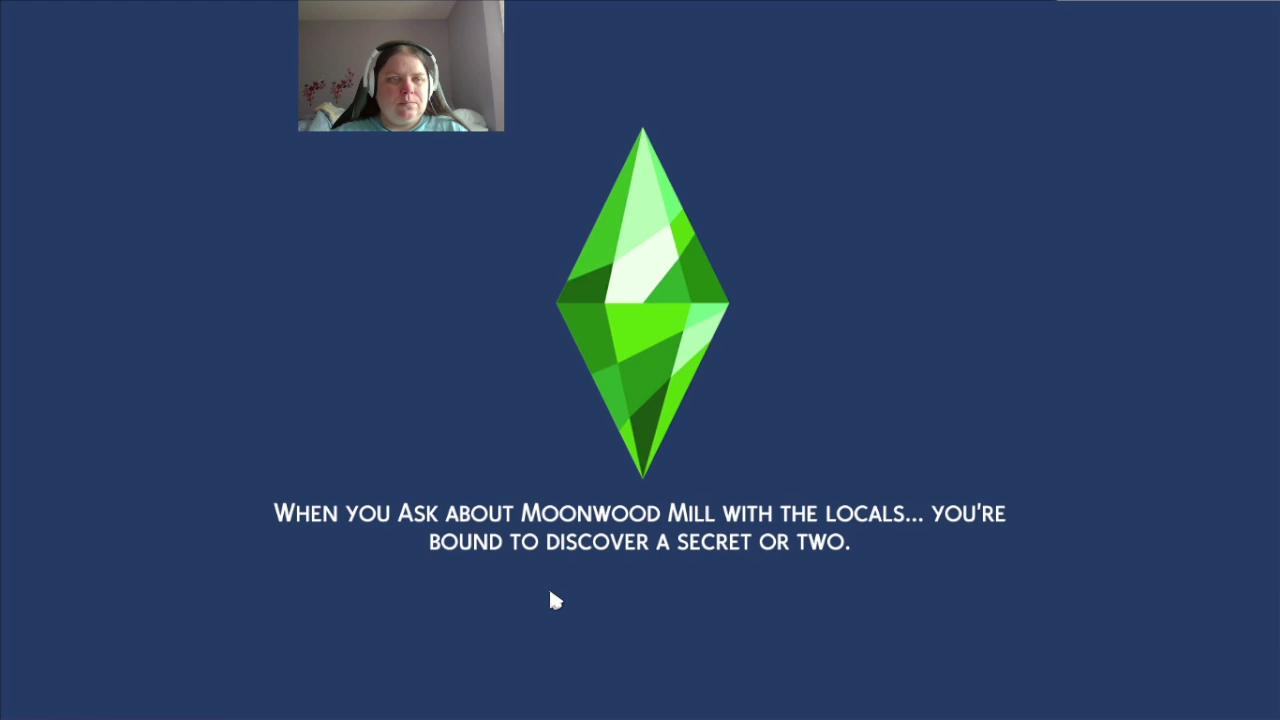 When you Ask about Moonwood Mill with the locals... you're
bound to discover a secret or two.